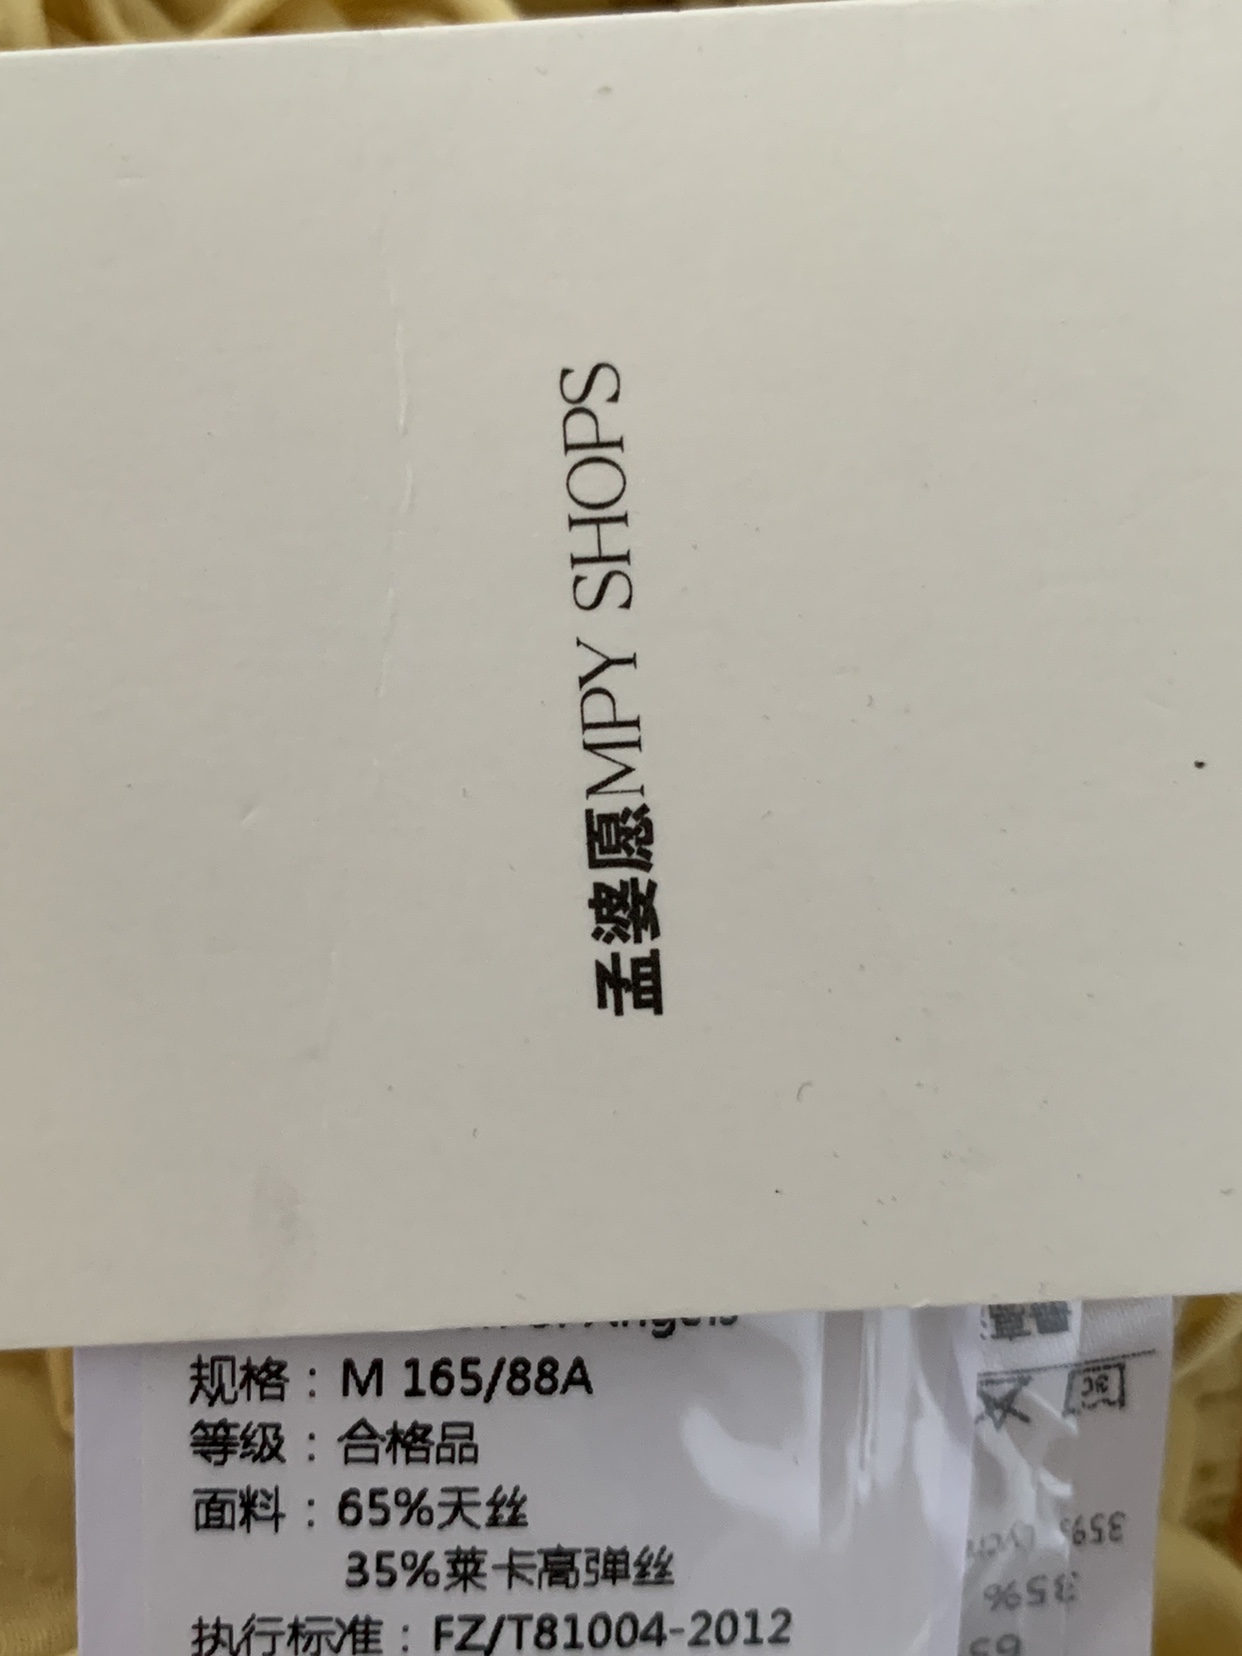 孟婆愿MPY SHOPS
规格：M 165/88A
等级：合格品
面料：65%天丝
35%莱卡高弹丝
执行标准：FZ/T81004-2012
35%